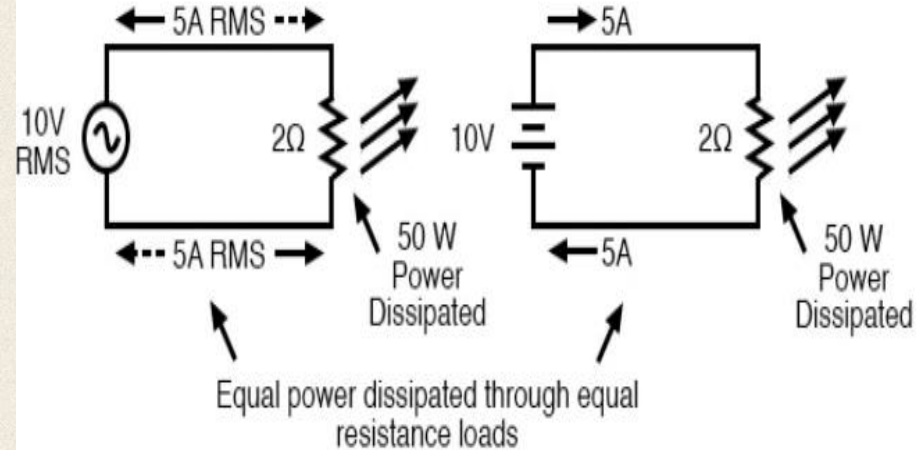 5A RMS
5A
10V
RMS
2Ω
10V
2Ω
5A RMS
5A
50 W
Power
Dissipated
50 W
Power
Dissipated
Equal power dissipated through equal
resistance loads